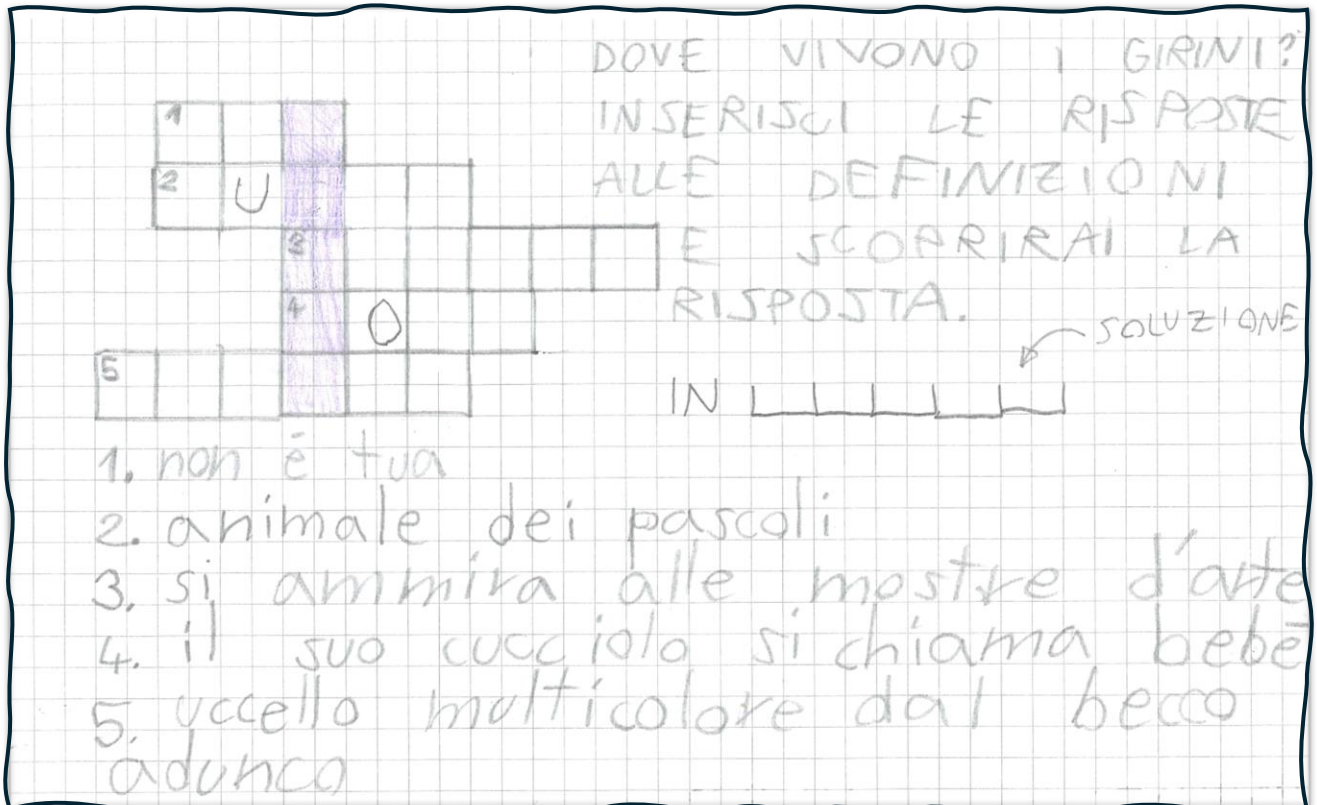 DOVE VIVONO I GIRINI?
INSERISCI LE RISPOSTE
ALLE DEFINIZIONI
E SCOPRIRAI LA
RISPOSTA.
SOLUZIONE
IN
1
2 U
3
4 O
5
1. non è tua
2. animale dei pascoli
3. si ammira alle mostre d'arte
4. il suo cucciolo si chiama bebè
5. uccello multicolore dal becco
adunco